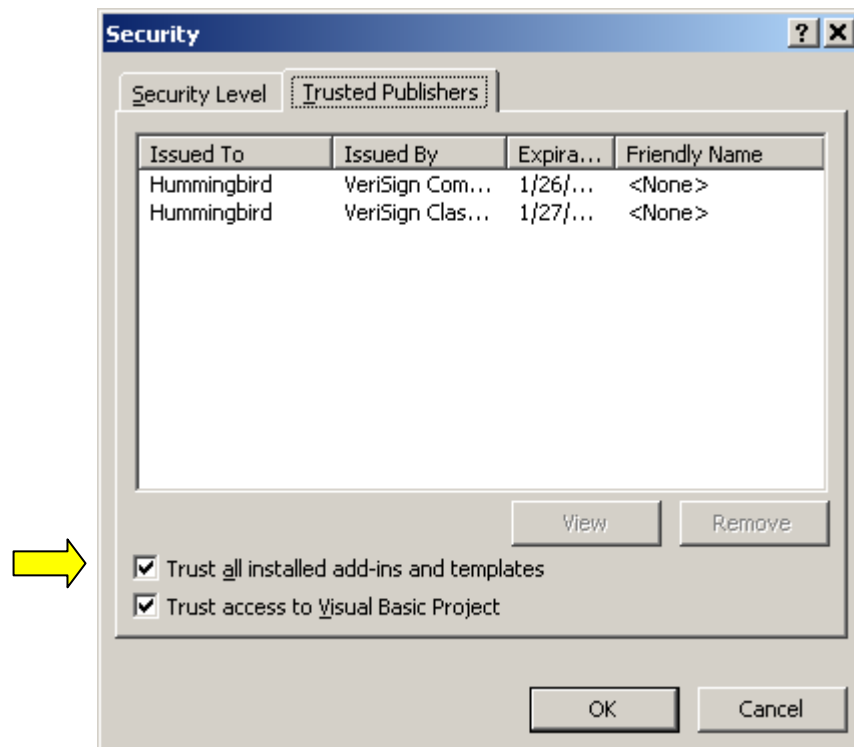 Security
Security Level Trusted Publishers
Issued To Issued By Expira... Friendly Name
Hummingbird VeriSign Com... 1/26/... <None>
Hummingbird VeriSign Clas... 1/27/... <None>
View Remove
Trust all installed add-ins and templates
Trust access to Visual Basic Project
OK Cancel